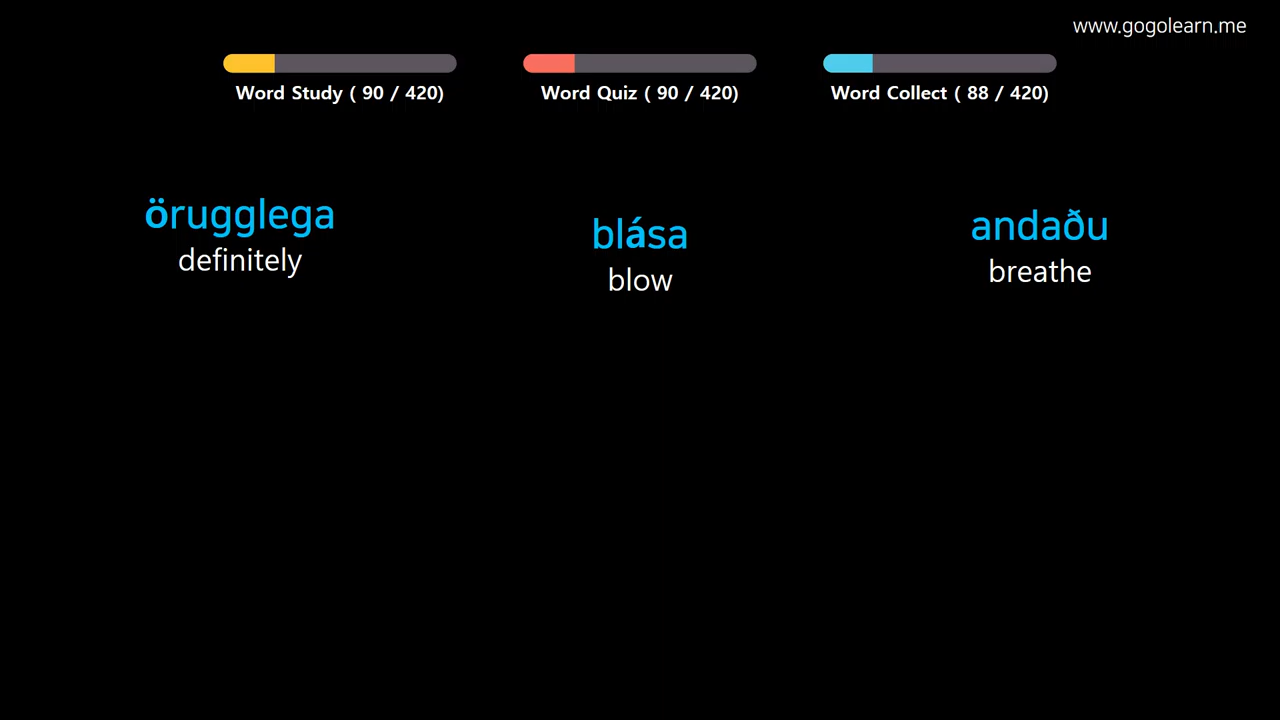 www.gogolearn.me
Word Study ( 90 / 420)
Word Quiz ( 90 / 420)
Word Collect ( 88 / 420)
örugglega
definitely
blása
blow
andaðu
breathe